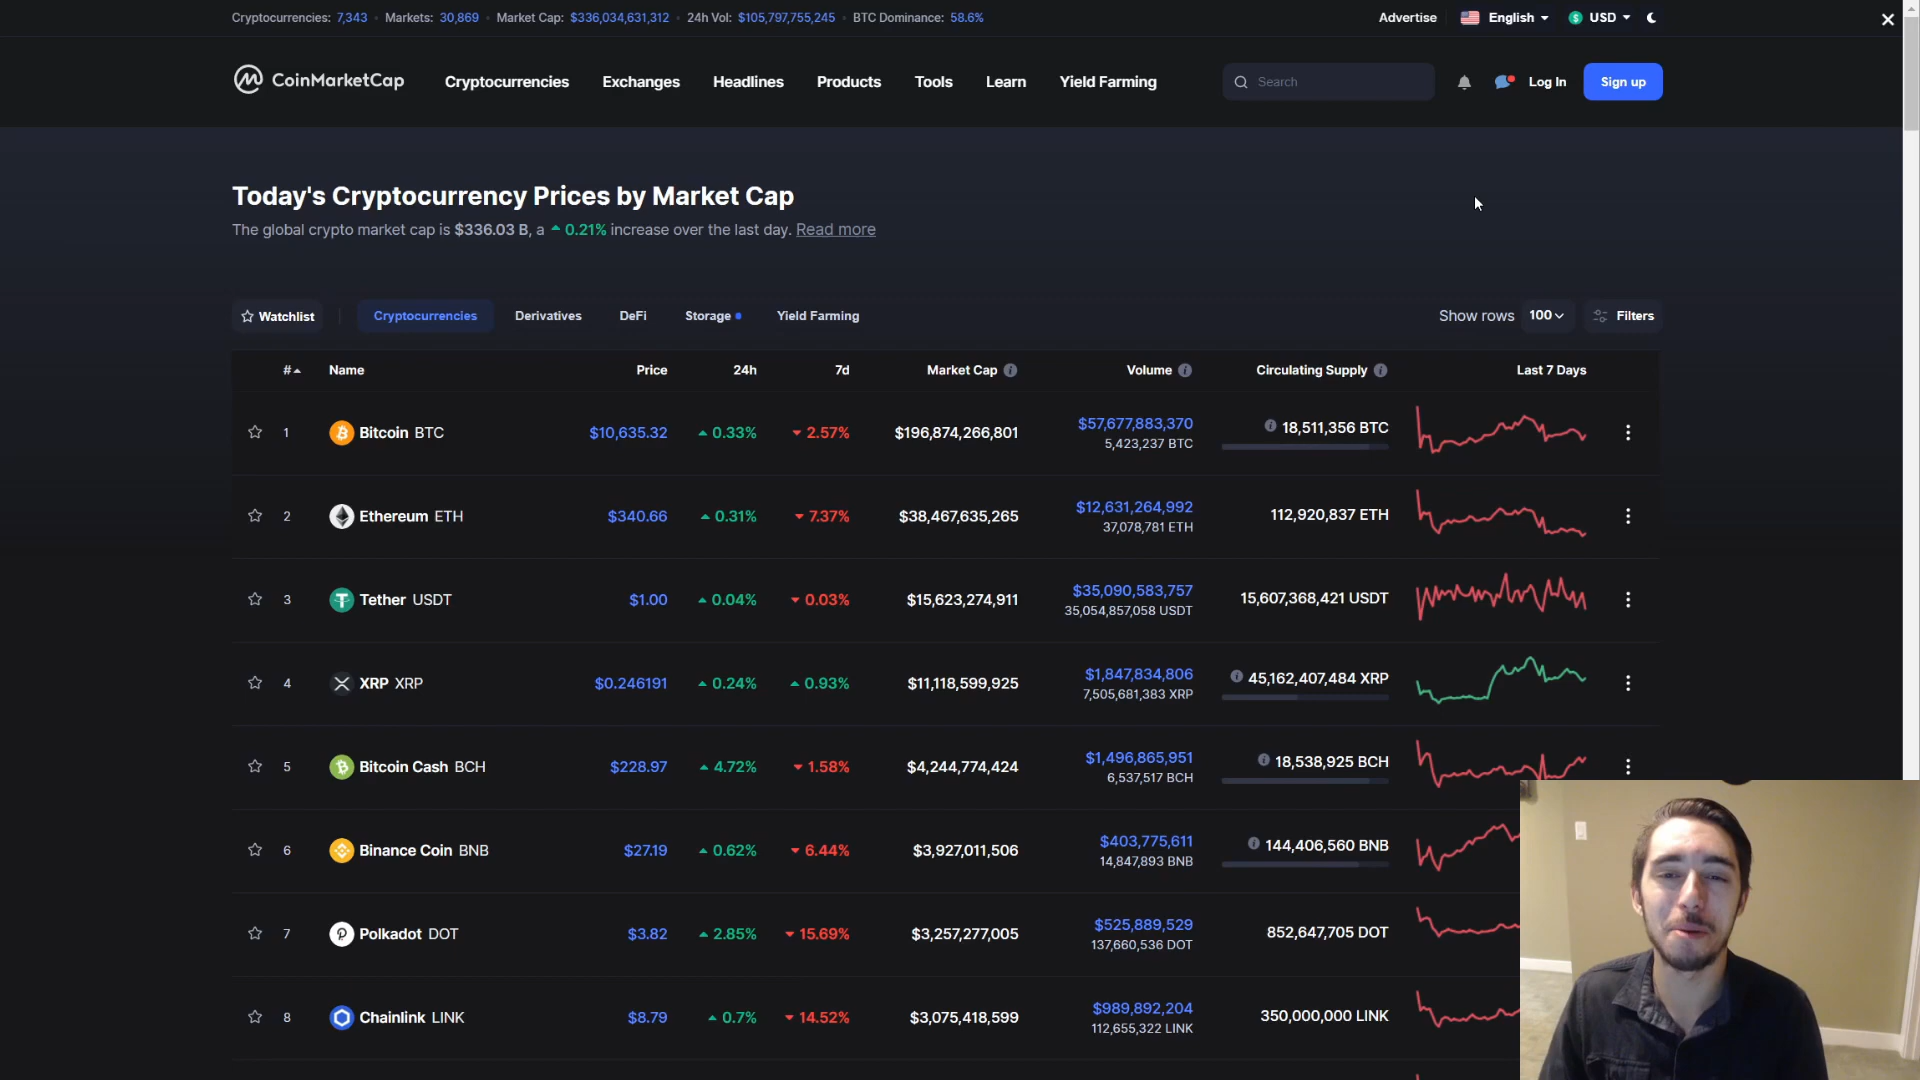 Cryptocurrencies: 7,343 • Markets: 30,869 • Market Cap: $336,034,631,312 • 24h Vol: $105,797,755,245 • BTC Dominance: 58.6% Advertise English USD
CoinMarketCap Cryptocurrencies Exchanges Headlines Products Tools Learn Yield Farming Search Log In Sign up
Today's Cryptocurrency Prices by Market Cap
The global crypto market cap is $336.03 B, a 0.21% increase over the last day. Read more
Watchlist Cryptocurrencies Derivatives DeFi Storage Yield Farming Show rows 100 Filters
# Name Price 24h 7d Market Cap Volume Circulating Supply Last 7 Days
1 Bitcoin BTC $10,635.32 0.33% 2.57% $196,874,266,801 $57,677,883,370 18,511,356 BTC
5,423,237 BTC
2 Ethereum ETH $340.66 0.31% 7.37% $38,467,635,265 $12,631,264,992 112,920,837 ETH
37,078,781 ETH
3 Tether USDT $1.00 0.04% 0.03% $15,623,274,911 $35,090,583,757 15,607,368,421 USDT
35,054,857,058 USDT
4 XRP XRP $0.246191 0.24% 0.93% $11,118,599,925 $1,847,834,806 45,162,407,484 XRP
7,505,681,383 XRP
5 Bitcoin Cash BCH $228.97 4.72% 1.58% $4,244,774,424 $1,496,865,951 18,538,925 BCH
6,537,517 BCH
6 Binance Coin BNB $27.19 0.62% 6.44% $3,927,011,506 $403,775,611 144,406,560 BNB
14,847,893 BNB
7 Polkadot DOT $3.82 2.85% 15.69% $3,257,277,005 $525,889,529 852,647,705 DOT
137,660,536 DOT
8 Chainlink LINK $8.79 0.7% 14.52% $3,075,418,599 $989,892,204 350,000,000 LINK
112,655,322 LINK